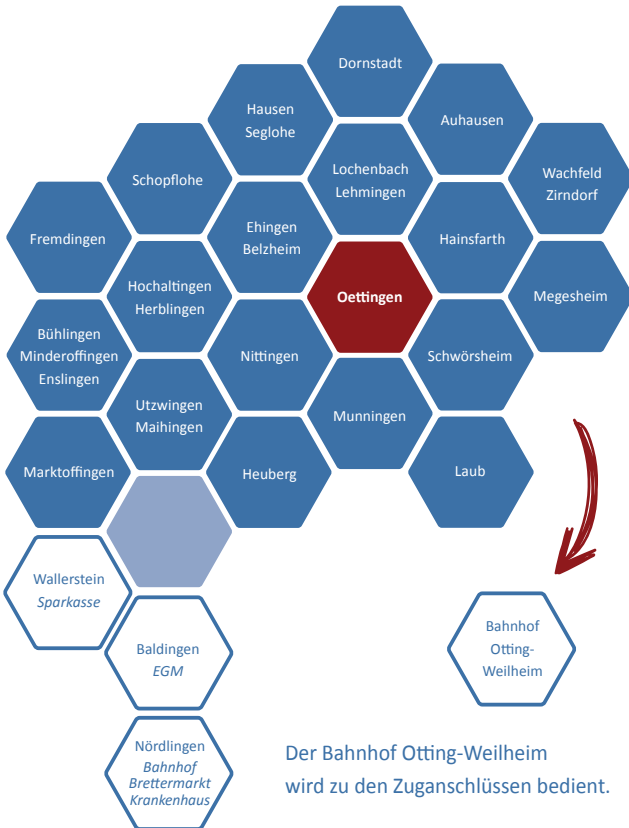 Dornstadt
Hausen
Seglohe
Auhausen
Schopflohe
Lochenbach
Lehmingen
Wachfeld
Zirndorf
Fremdingen
Ehingen
Belzheim
Hainsfarth
Hochaltingen
Herblingen
Oettingen
Megesheim
Bühlingen
Minderoffingen
Enslingen
Nittingen
Schwörsheim
Utzwingen
Maihingen
Munningen
Marktoffingen
Heuberg
Laub
Wallerstein
Sparkasse
Baldingen
EGM
Bahnhof
Otting-
Weilheim
Nördlingen
Bahnhof
Brettermarkt
Krankenhaus
Der Bahnhof Otting-Weilheim
wird zu den Zuganschlüssen bedient.